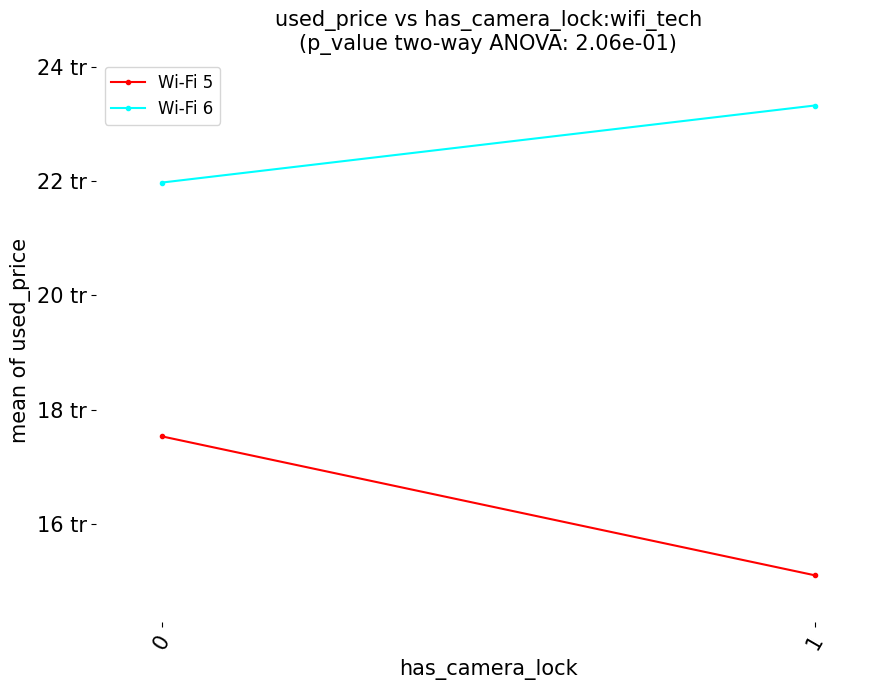 used_price vs has_camera_lock:wifi_tech
(p_value two-way ANOVA: 2.06e-01)
Wi-Fi 5
Wi-Fi 6
24 tr
22 tr
20 tr
18 tr
16 tr
mean of used_price
0
1
has_camera_lock